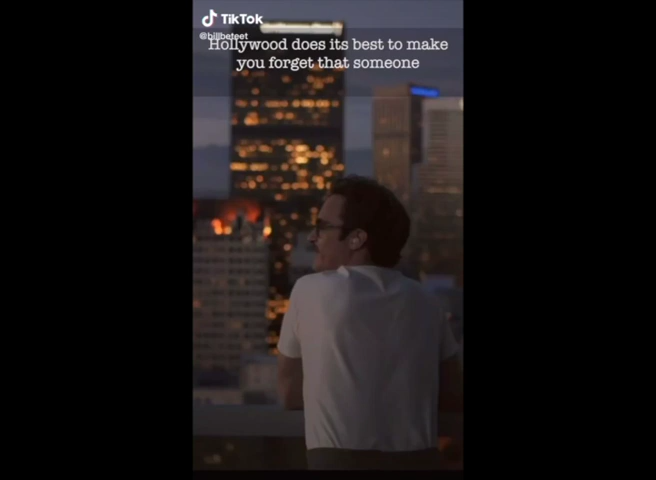 TikTok
@billbeteet
Hollywood does its best to make
you forget that someone